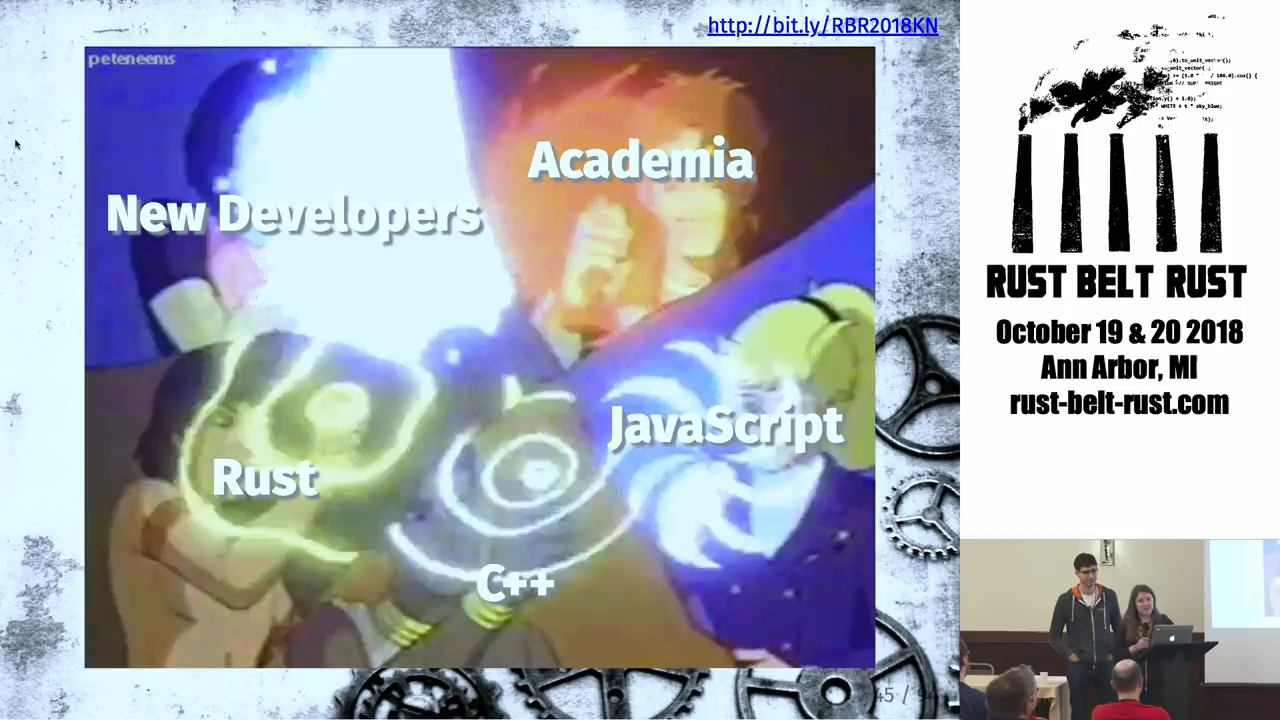 http://bit.ly/RBR2018KN
peteneems
Academia
New Developers
JavaScript
Rust
C++
45 /
RUST BELT RUST
October 19 & 20 2018
Ann Arbor, MI
rust-belt-rust.com